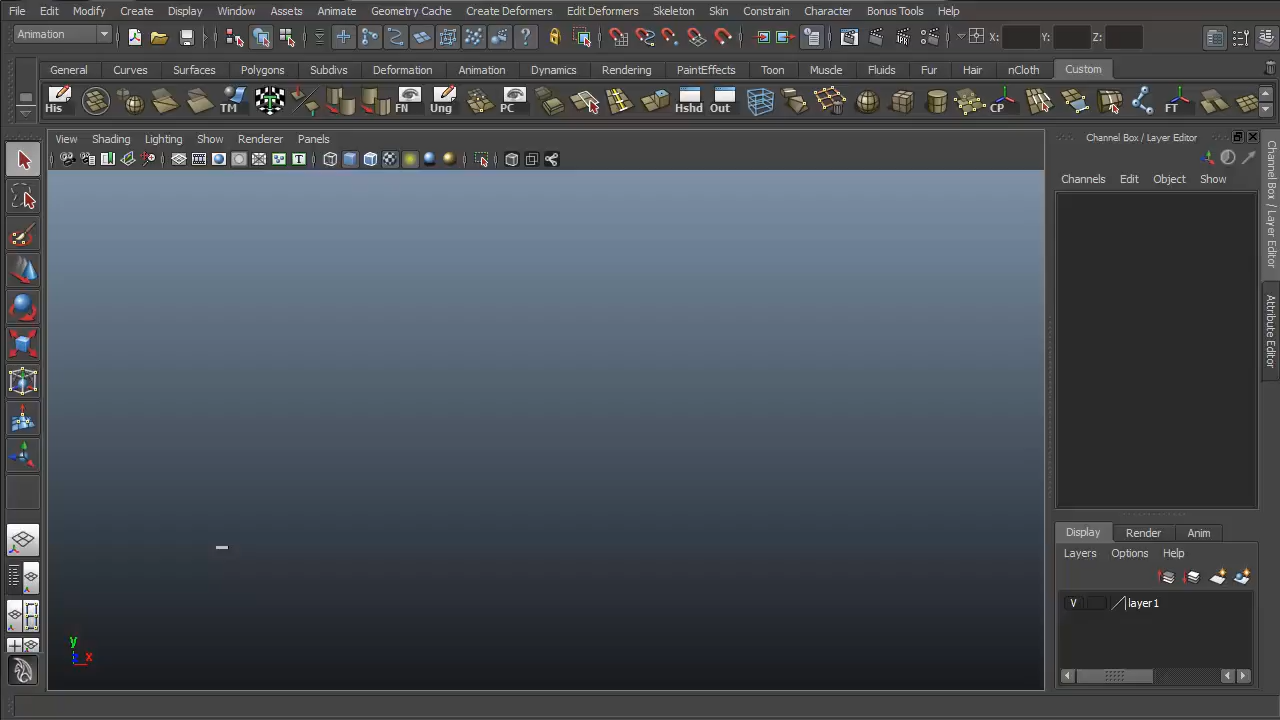 File Edit Modify Create Display Window Assets Animate Geometry Cache Create Deformers Edit Deformers Skeleton Skin Constrain Character Bonus Tools Help
Animation X: Y: Z:
General Curves Surfaces Polygons Subdivs Deformation Animation Dynamics Rendering PaintEffects Toon Muscle Fluids Fur Hair nCloth Custom
His TM FN Ung PC Hshd Out CP FT
View Shading Lighting Show Renderer Panels
Channel Box / Layer Editor
Channels Edit Object Show
Channel Box / Layer Editor
Attribute Editor
Display Render Anim
Layers Options Help
V layer1
y
x